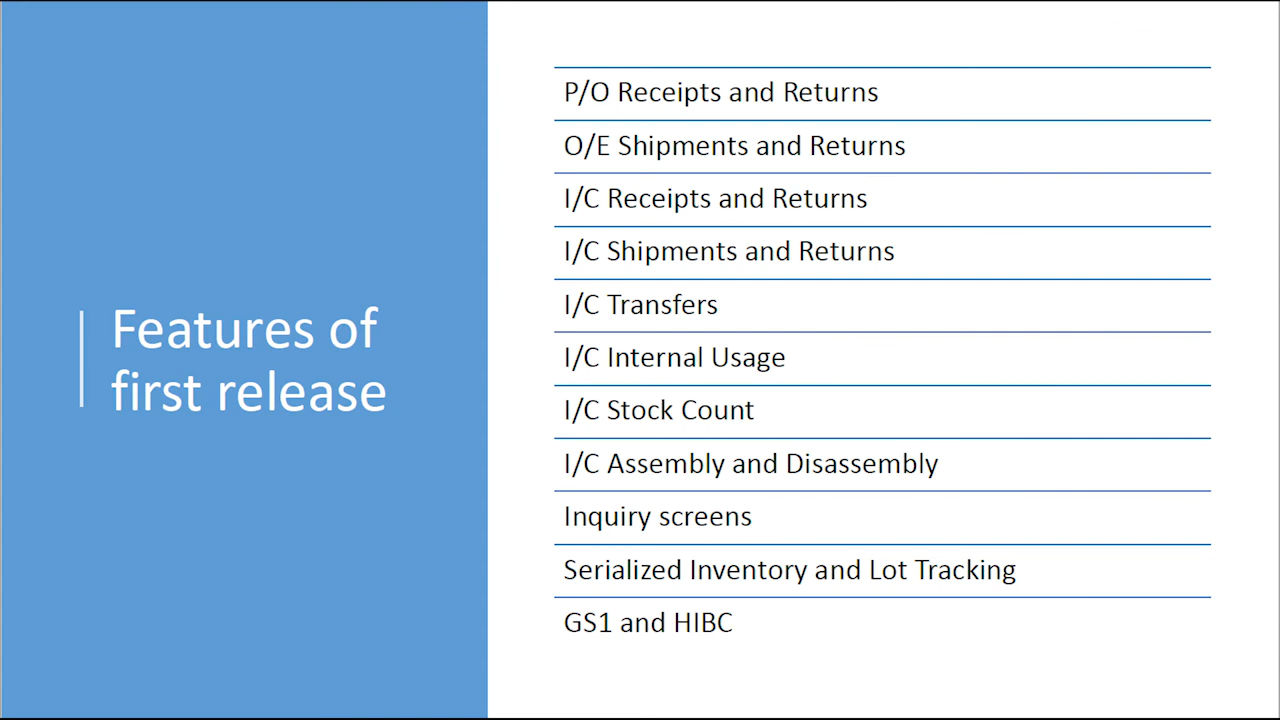 Features of
first release
P/O Receipts and Returns
O/E Shipments and Returns
I/C Receipts and Returns
I/C Shipments and Returns
I/C Transfers
I/C Internal Usage
I/C Stock Count
I/C Assembly and Disassembly
Inquiry screens
Serialized Inventory and Lot Tracking
GS1 and HIBC